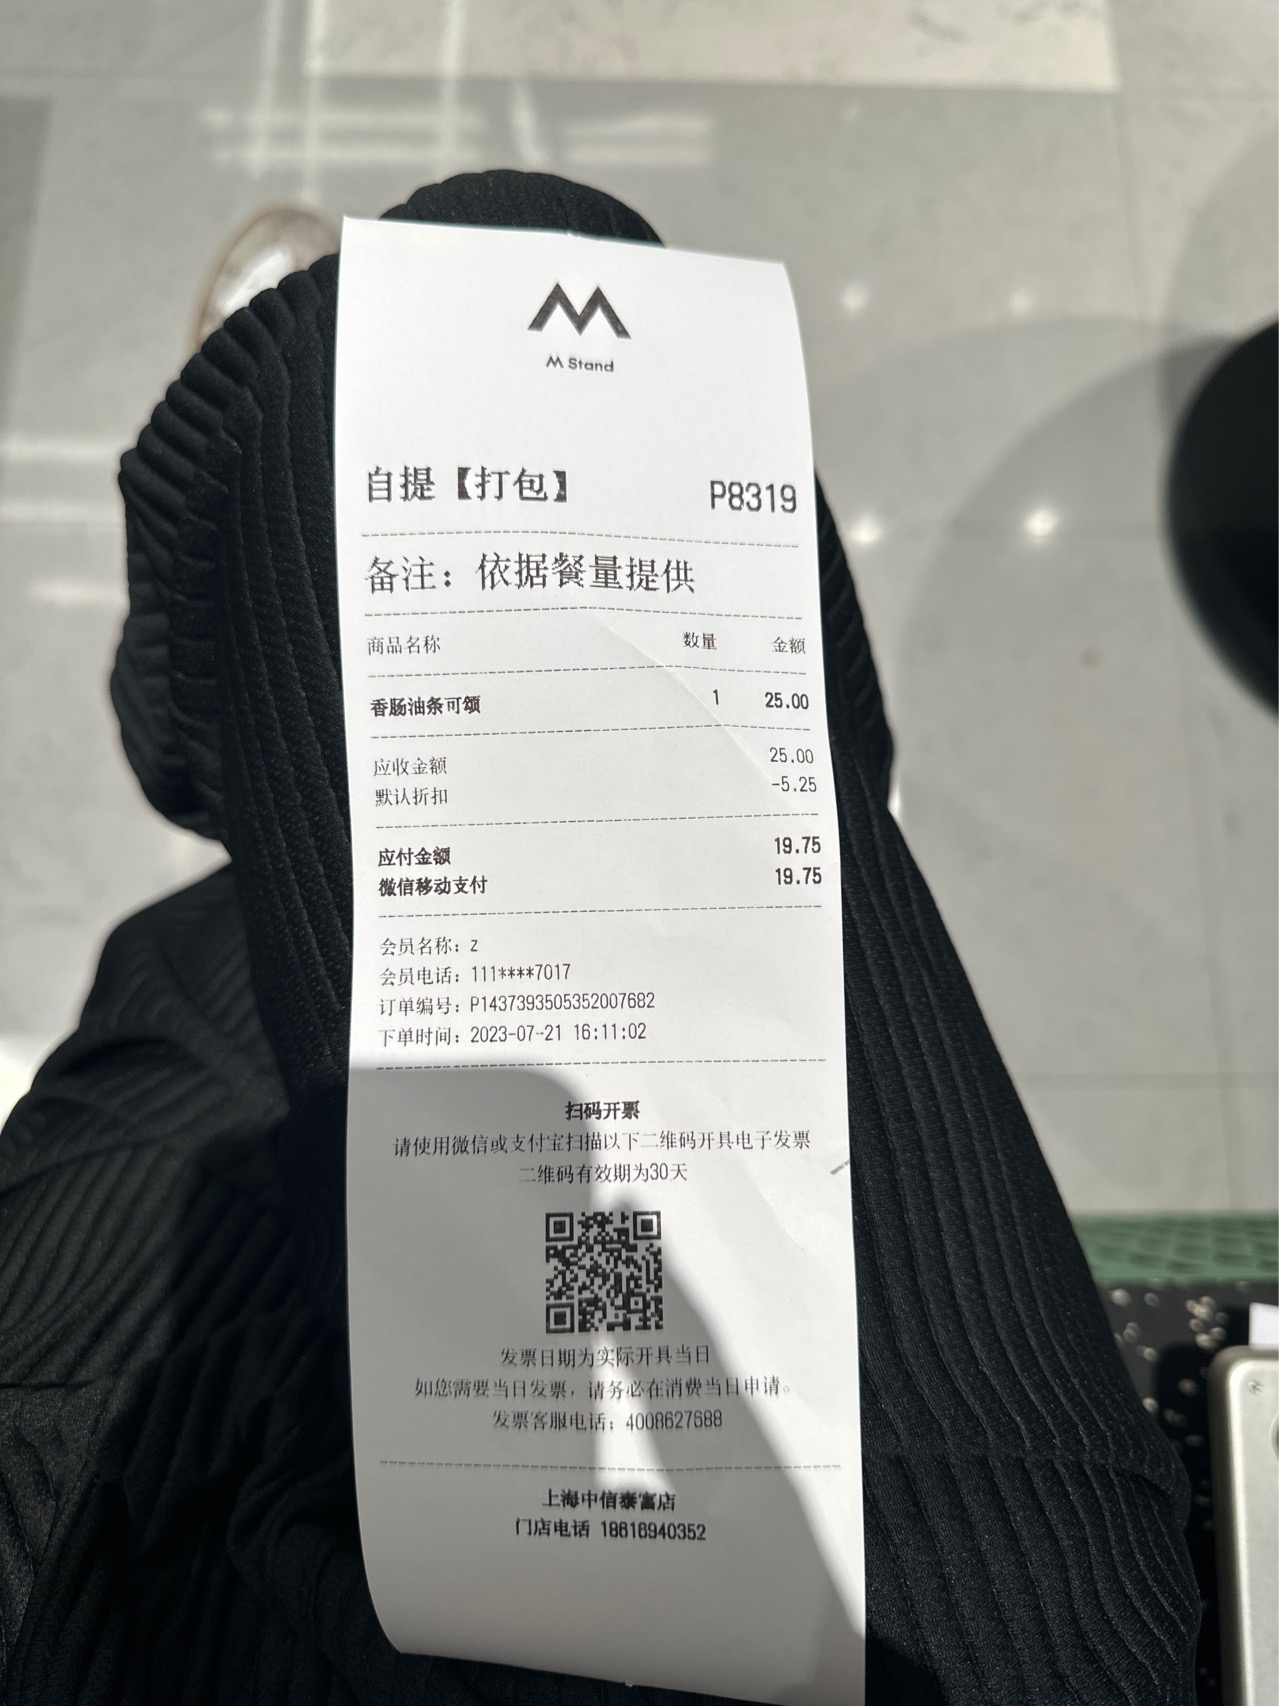 M Stand
自提【打包】 P8319
备注：依据餐量提供
商品名称 数量 金额
香肠油条可颂 1 25.00
应收金额 25.00
默认折扣 -5.25
应付金额 19.75
微信移动支付 19.75
会员名称：z
会员电话：111****7017
订单编号：P1437393505352007682
下单时间：2023-07-21 16:11:02
扫码开票
请使用微信或支付宝扫描以下二维码开具电子发票
二维码有效期为30天
发票日期为实际开具当日
如您需要当日发票，请务必在消费当日申请。
发票客服电话：4008627688
上海中信泰富店
门店电话 18616940352